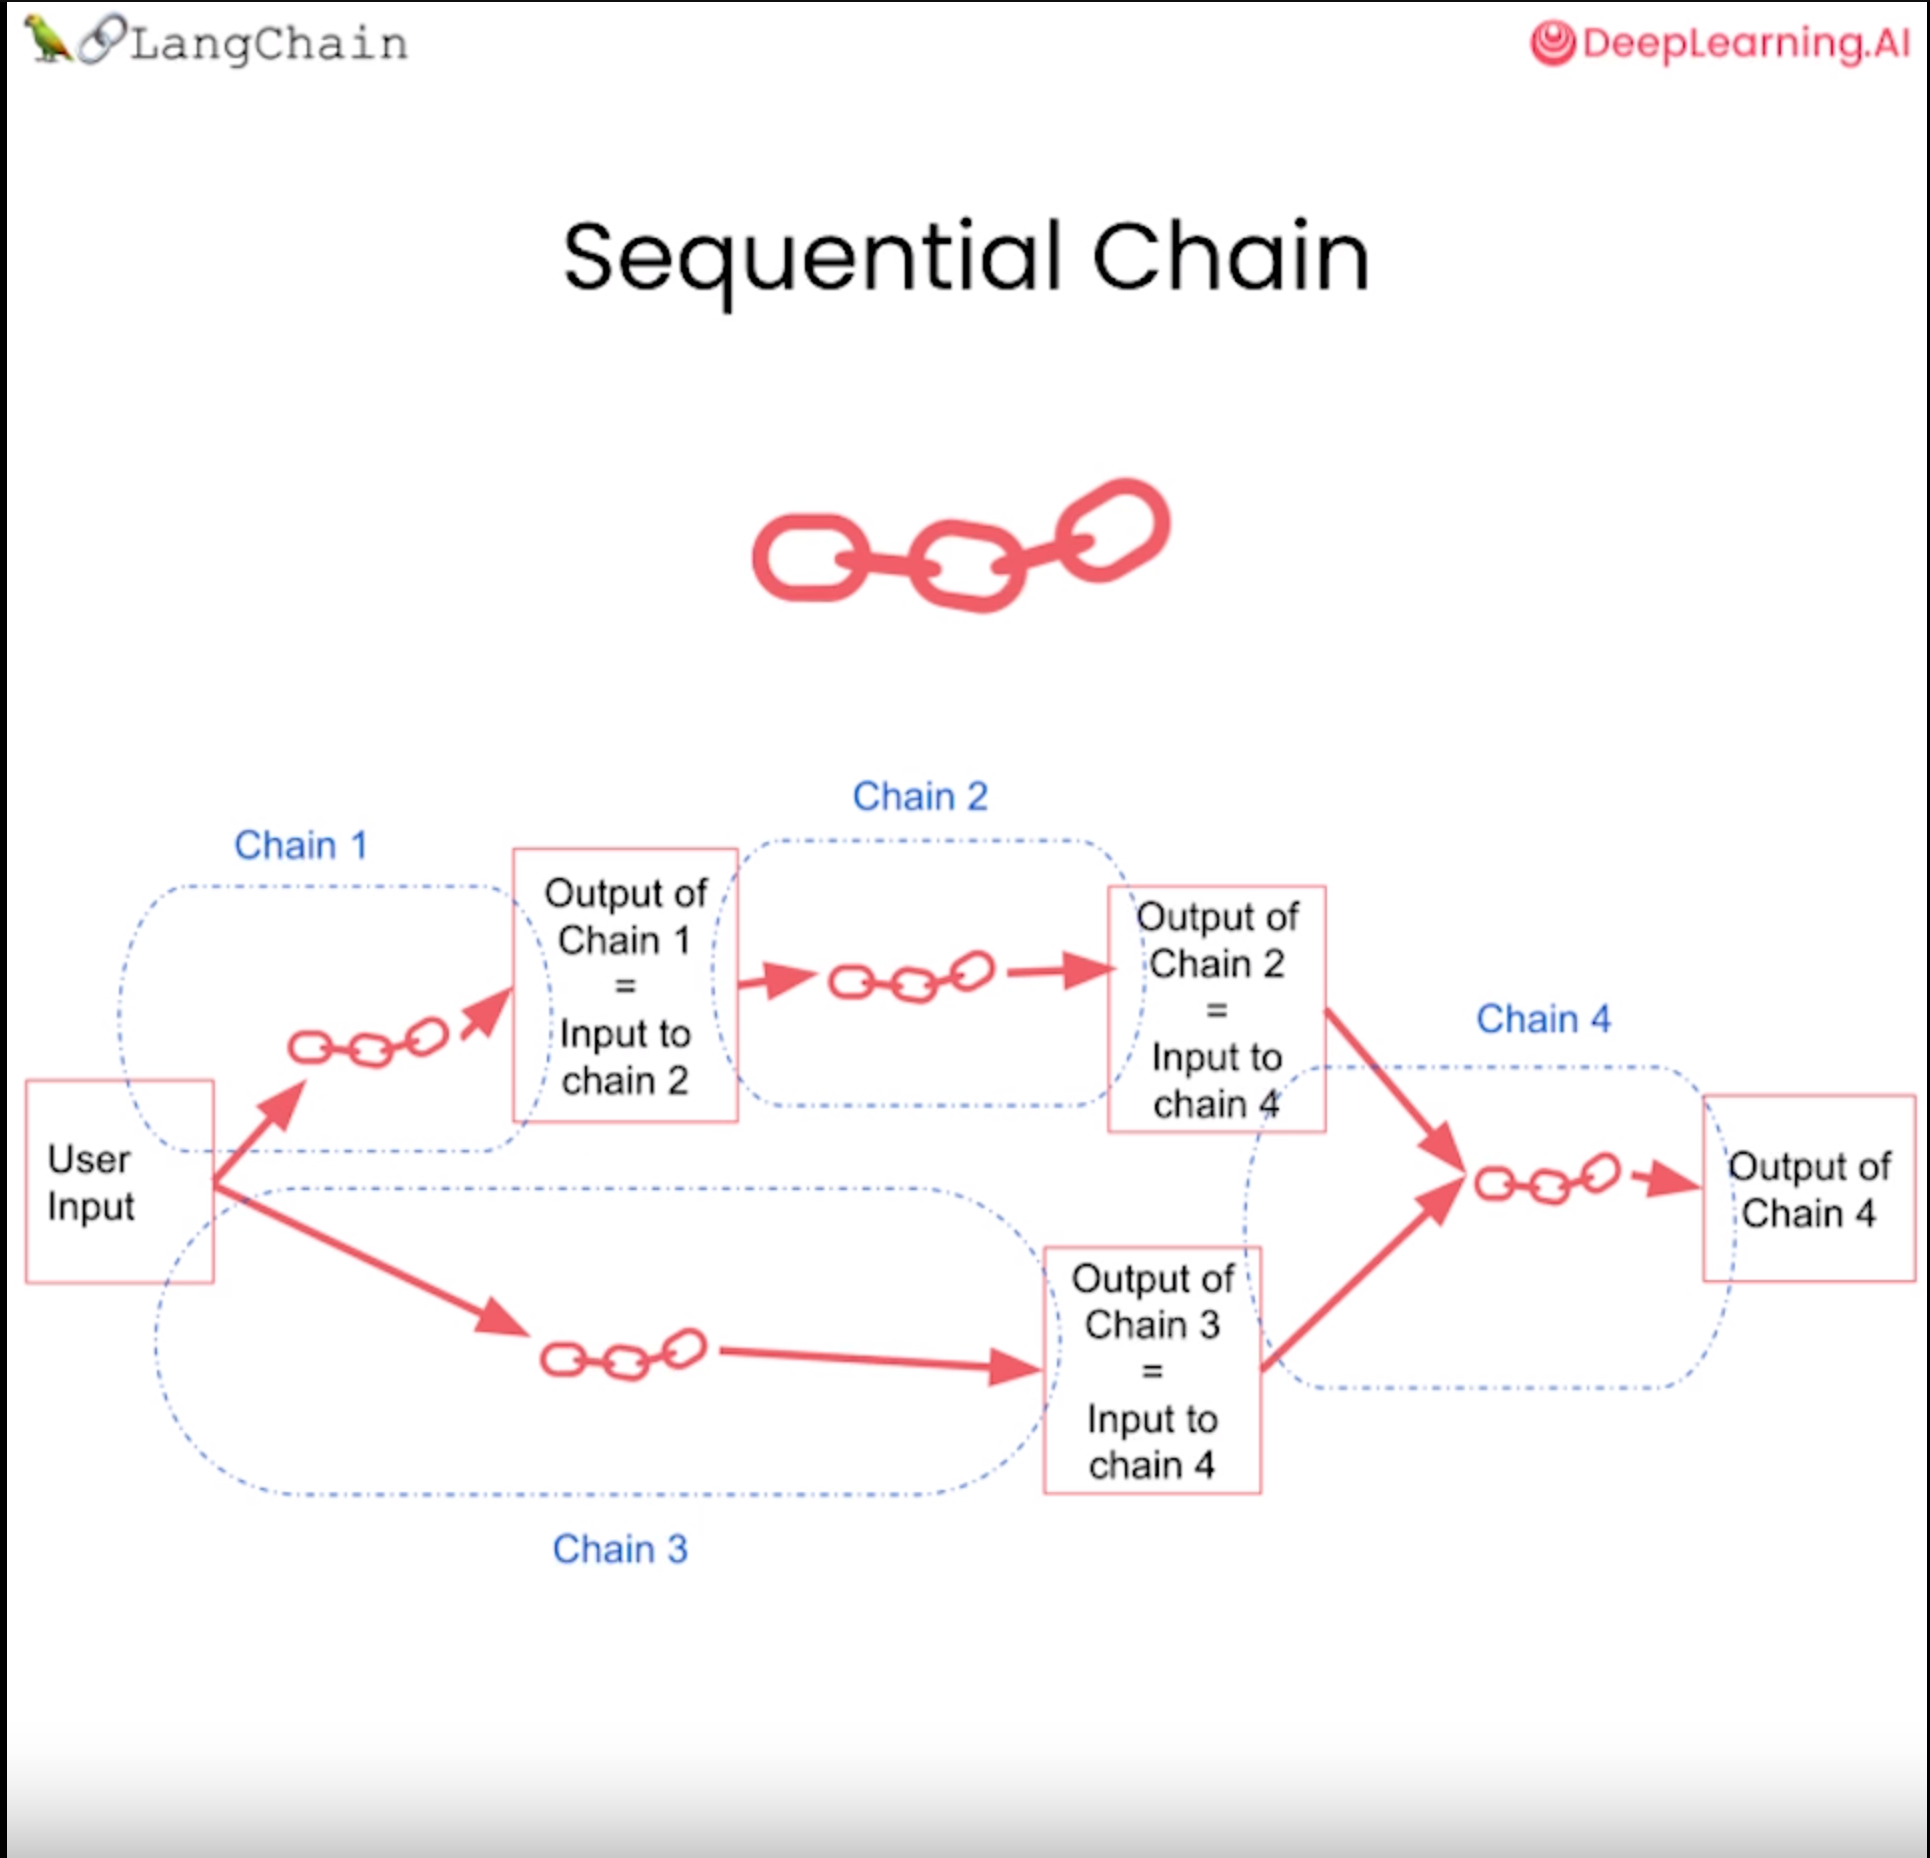 LangChain
DeepLearning.AI
Sequential Chain
Chain 1
Chain 2
Chain 4
User
Input
Output of
Chain 1
=
Input to
chain 2
Output of
Chain 2
=
Input to
chain 4
Output of
Chain 3
=
Input to
chain 4
Output of
Chain 4
Chain 3